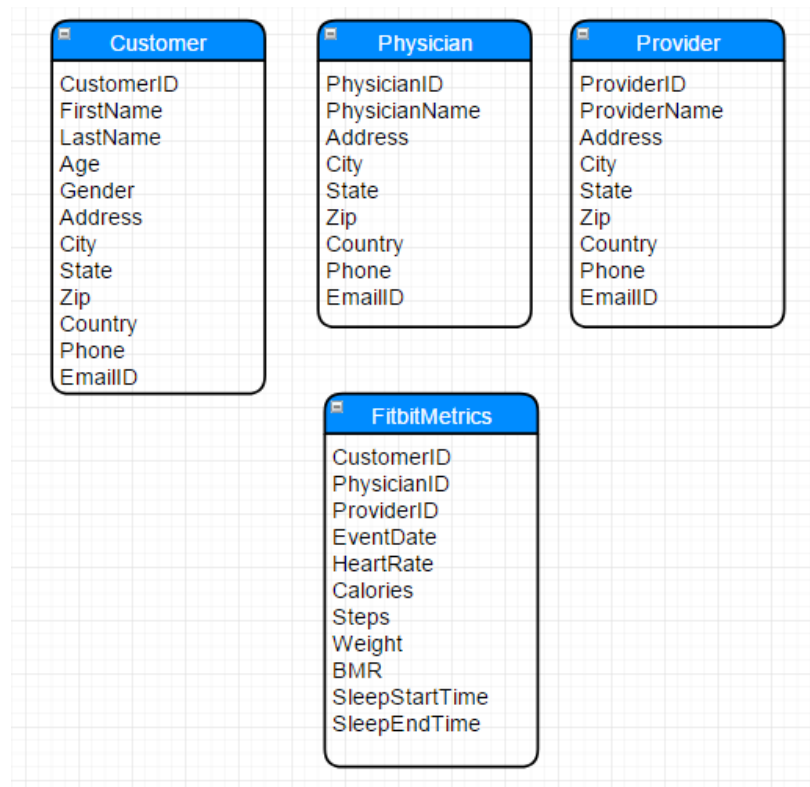 Customer
CustomerID
FirstName
LastName
Age
Gender
Address
City
State
Zip
Country
Phone
EmailID
Physician
PhysicianID
PhysicianName
Address
City
State
Zip
Country
Phone
EmailID
Provider
ProviderID
ProviderName
Address
City
State
Zip
Country
Phone
EmailID
FitbitMetrics
CustomerID
PhysicianID
ProviderID
EventDate
HeartRate
Calories
Steps
Weight
BMR
SleepStartTime
SleepEndTime